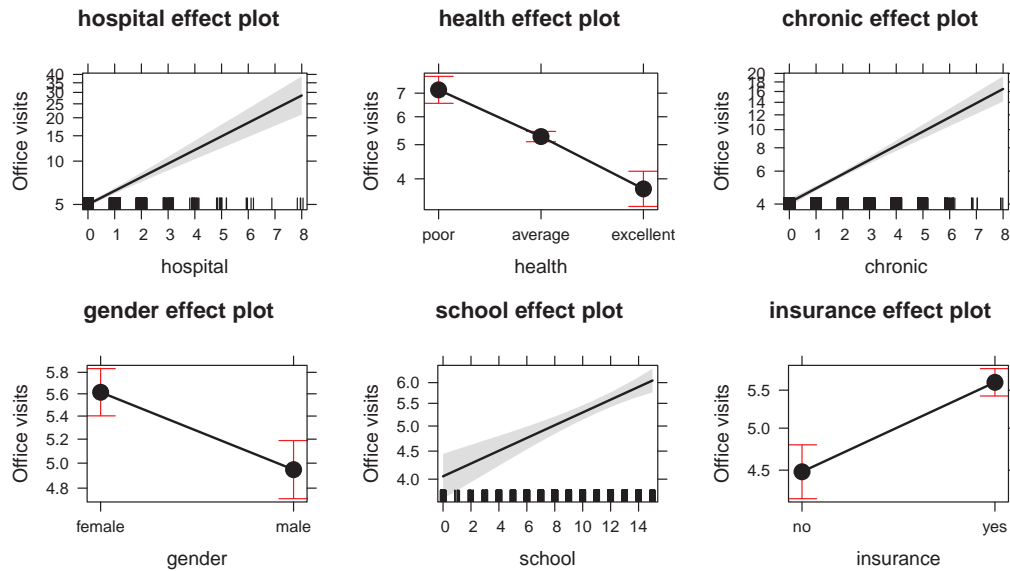 hospital effect plot
Office visits
40
35
30
25
20
15
10
5
0 1 2 3 4 5 6 7 8
hospital
health effect plot
Office visits
7
6
5
4
poor average excellent
health
chronic effect plot
Office visits
20
18
16
14
12
10
8
6
4
0 1 2 3 4 5 6 7 8
chronic
gender effect plot
Office visits
5.8
5.6
5.4
5.2
5.0
4.8
female male
gender
school effect plot
Office visits
6.0
5.5
5.0
4.5
4.0
0 2 4 6 8 10 12 14
school
insurance effect plot
Office visits
5.5
5.0
4.5
no yes
insurance